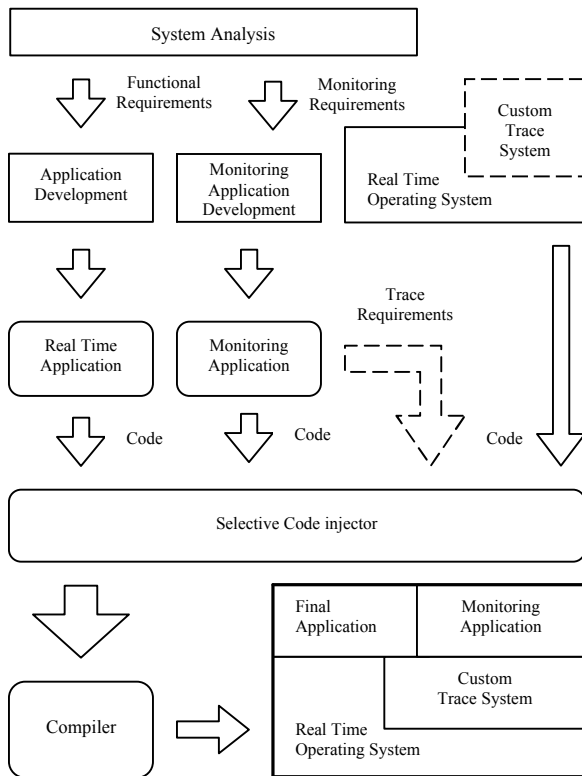 System Analysis
Functional
Requirements
Monitoring
Requirements
Custom
Trace
System
Application
Development
Monitoring
Application
Development
Real Time
Operating System
Trace
Requirements
Real Time
Application
Monitoring
Application
Code
Code
Code
Selective Code injector
Final
Application
Monitoring
Application
Custom
Trace System
Compiler
Real Time
Operating System